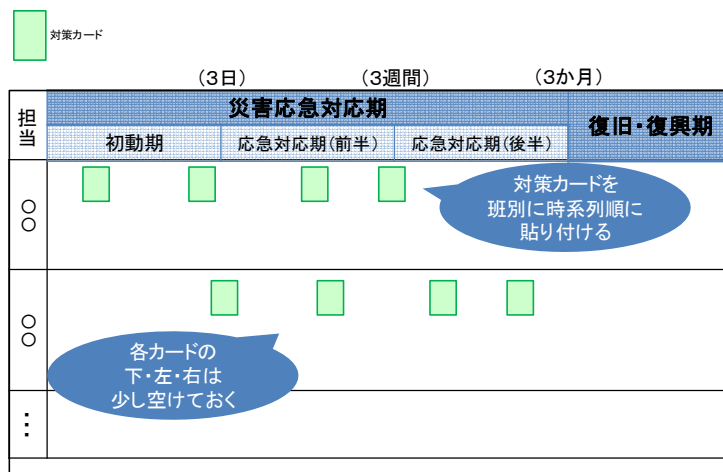 対策カード
（3日）
（3週間）
（3か月）
担当
災害応急対応期
復旧・復興期
初動期
応急対応期(前半)
応急対応期(後半)
○○
対策カードを
班別に時系列順に
貼り付ける
○○
各カードの
下・左・右は
少し空けておく
…